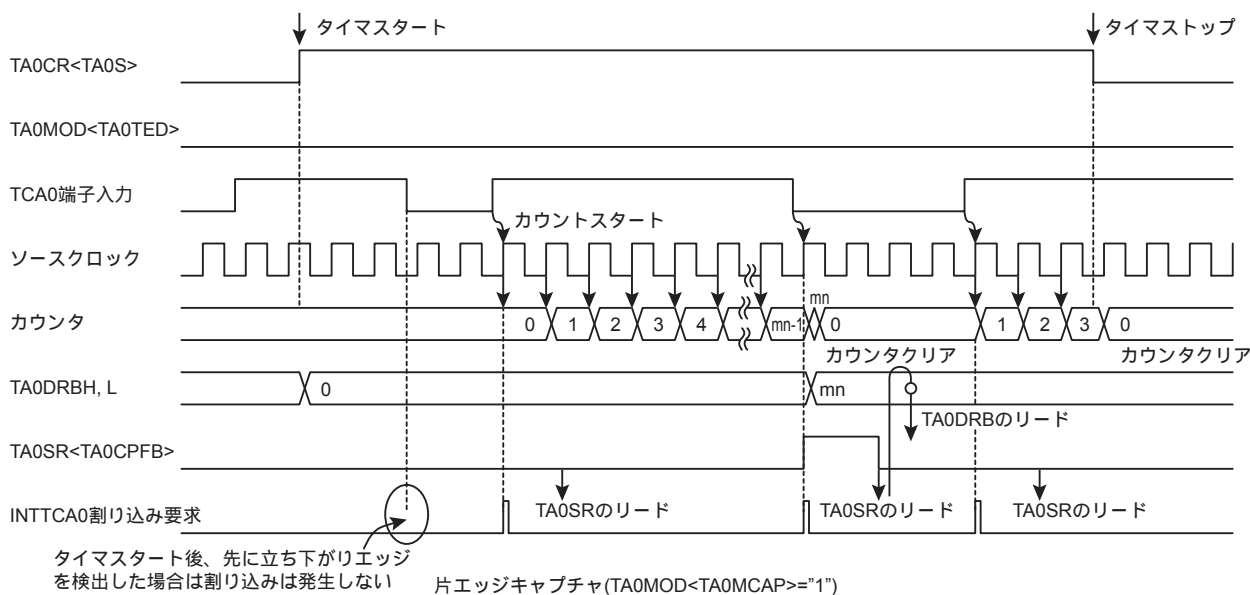 タイマスタート
タイマストップ
TA0CR<TA0S>
TA0MOD<TA0TED>
TCA0端子入力
カウントスタート
ソースクロック
カウンタ
0 1 2 3 4 mn-1 mn 0 1 2 3 0
カウンタクリア
カウンタクリア
TA0DRBH, L
0
mn
TA0DRBのリード
TA0SR<TA0CPFB>
TA0SRのリード
TA0SRのリード
TA0SRのリード
INTTCA0割り込み要求
タイマスタート後、先に立ち下がりエッジ
を検出した場合は割り込みは発生しない
片エッジキャプチャ(TA0MOD<TA0MCAP>="1")